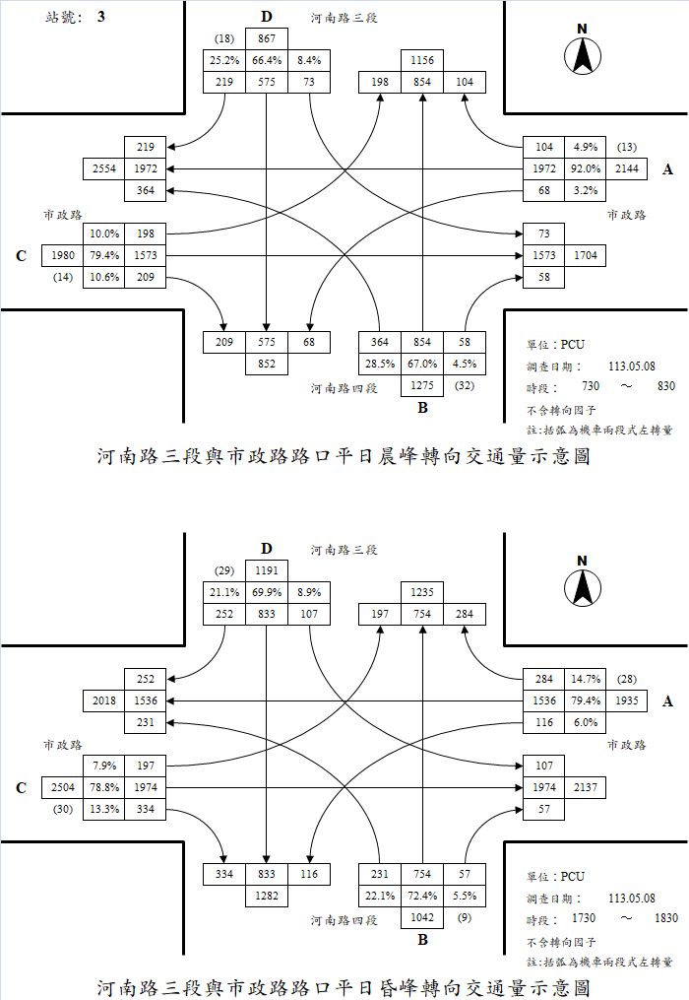 站號: 3
D 河南路三段
N
(18) 867
25.2% 66.4% 8.4%
219 575 73
1156
198 854 104
219
2554 1972
364
104 4.9% (13)
1972 92.0% 2144
68 3.2%
A
市政路
市政路
10.0% 198
1980 79.4% 1573
(14) 10.6% 209
C
73
1573 1704
58
209 575 68
852
364 854 58
28.5% 67.0% 4.5%
1275 (32)
河南路四段
B
單位:PCU
調查日期: 113.05.08
時段: 730 ~ 830
不含轉向因子
註:括弧為機車兩段式左轉量
河南路三段與市政路路口平日晨峰轉向交通量示意圖
D 河南路三段
N
(29) 1191
21.1% 69.9% 8.9%
252 833 107
1235
197 754 284
252
2018 1536
231
284 14.7% (28)
1536 79.4% 1935
116 6.0%
A
市政路
市政路
7.9% 197
2504 78.8% 1974
(30) 13.3% 334
C
107
1974 2137
57
334 833 116
1282
231 754 57
22.1% 72.4% 5.5%
1042 (9)
河南路四段
B
單位:PCU
調查日期: 113.05.08
時段: 1730 ~ 1830
不含轉向因子
註:括弧為機車兩段式左轉量
河南路三段與市政路路口平日昏峰轉向交通量示意圖